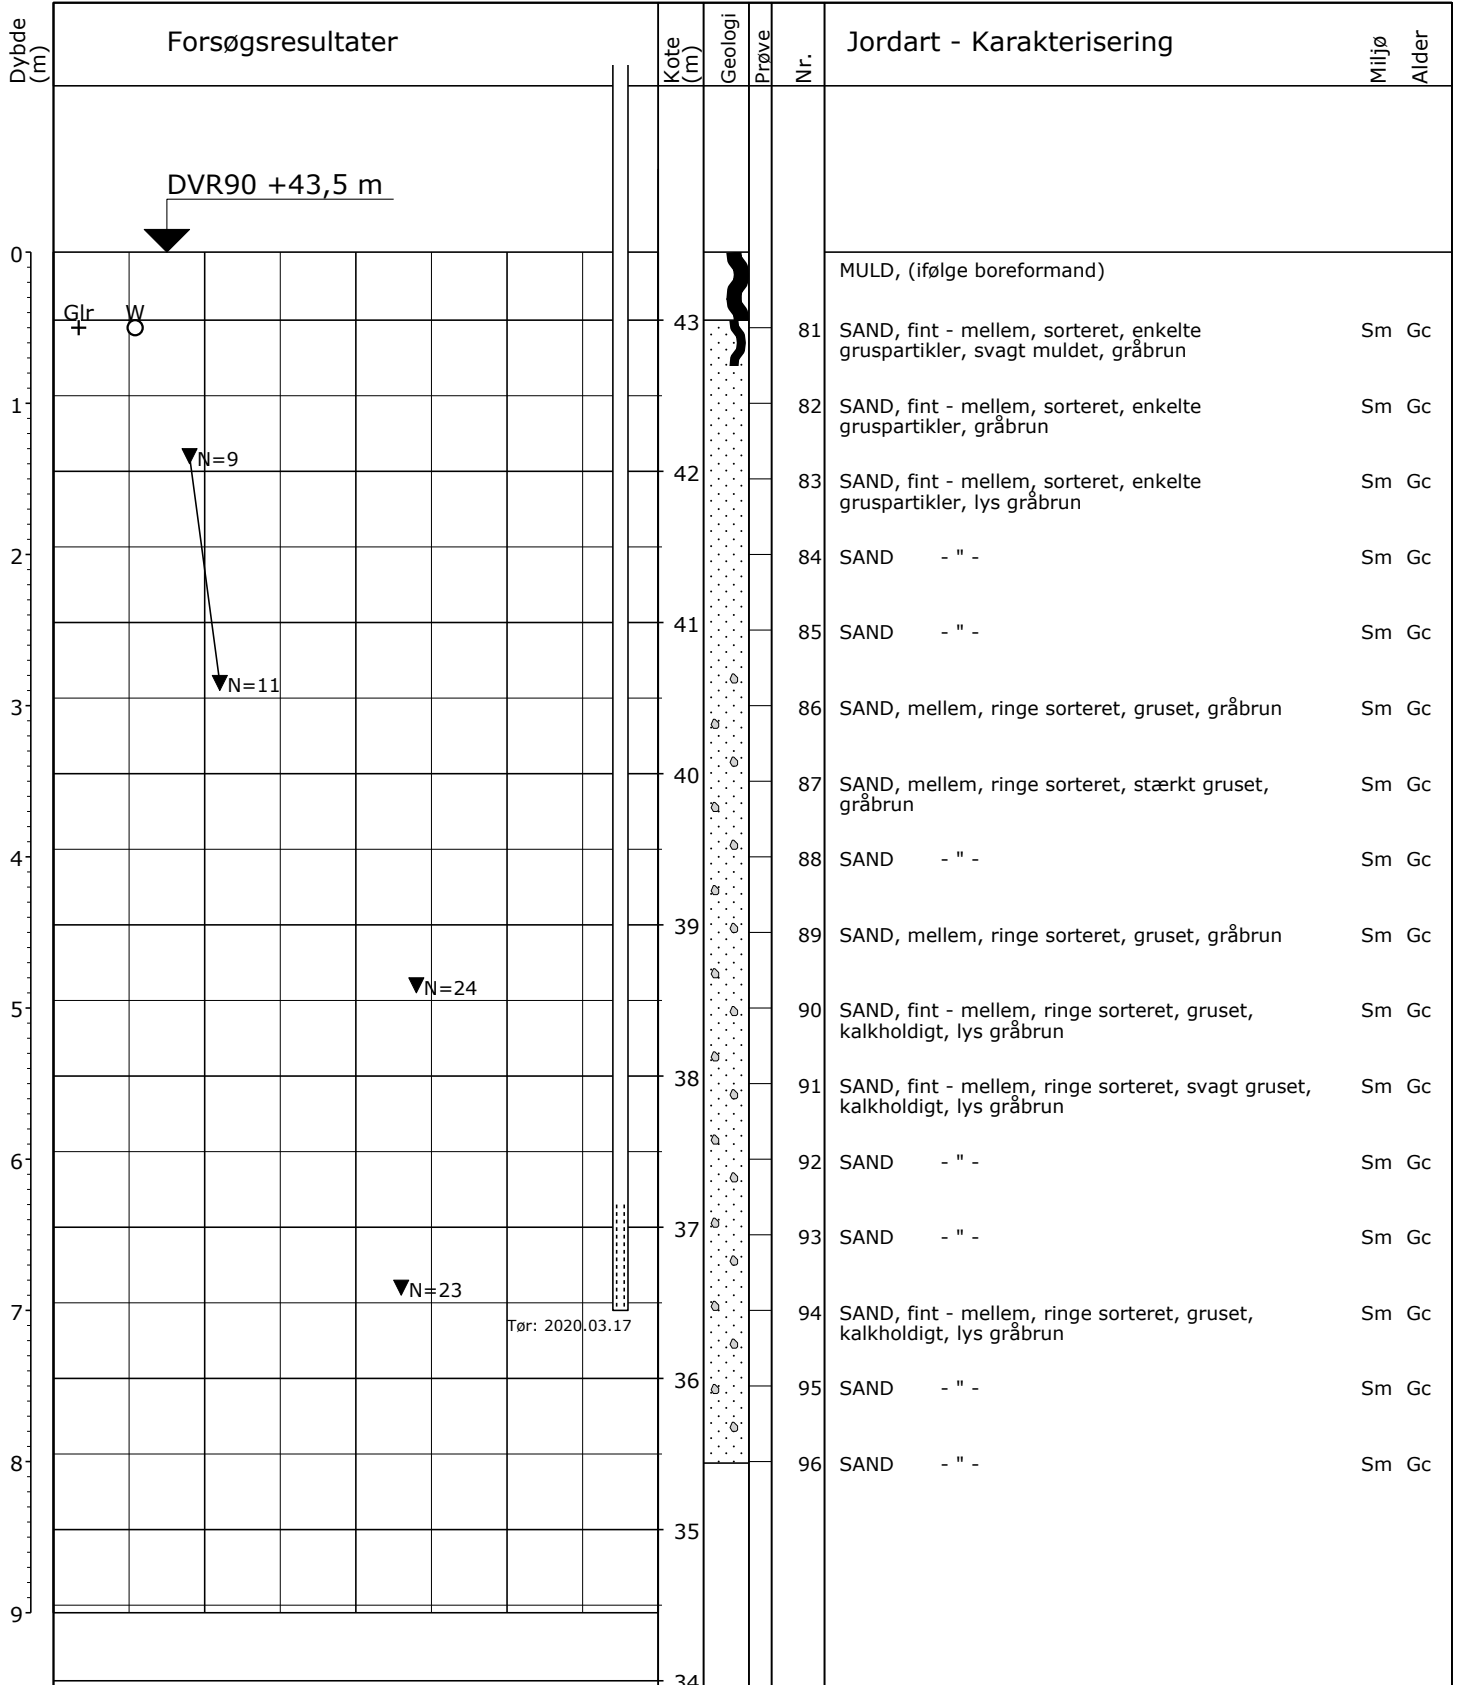 Dybde (m)
Forsøgsresultater
Kote (m)
Geologi
Prøve
Nr.
Jordart - Karakterisering
Miljø
Alder
DVR90 +43,5 m
0
MULD, (ifølge boreformand)
Glr
W
43
81 SAND, fint - mellem, sorteret, enkelte Sm Gc
gruspartikler, svagt muldet, gråbrun
1
82 SAND, fint - mellem, sorteret, enkelte Sm Gc
gruspartikler, gråbrun
N=9
42
83 SAND, fint - mellem, sorteret, enkelte Sm Gc
gruspartikler, lys gråbrun
2
84 SAND - " - Sm Gc
41
85 SAND - " - Sm Gc
N=11
3
86 SAND, mellem, ringe sorteret, gruset, gråbrun Sm Gc
40
87 SAND, mellem, ringe sorteret, stærkt gruset, Sm Gc
gråbrun
4
88 SAND - " - Sm Gc
39
89 SAND, mellem, ringe sorteret, gruset, gråbrun Sm Gc
N=24
5
90 SAND, fint - mellem, ringe sorteret, gruset, Sm Gc
kalkholdigt, lys gråbrun
38
91 SAND, fint - mellem, ringe sorteret, svagt gruset, Sm Gc
kalkholdigt, lys gråbrun
6
92 SAND - " - Sm Gc
37
93 SAND - " - Sm Gc
N=23
7
94 SAND, fint - mellem, ringe sorteret, gruset, Sm Gc
kalkholdigt, lys gråbrun
Tør: 2020.03.17
36
95 SAND - " - Sm Gc
8
96 SAND - " - Sm Gc
35
9
34